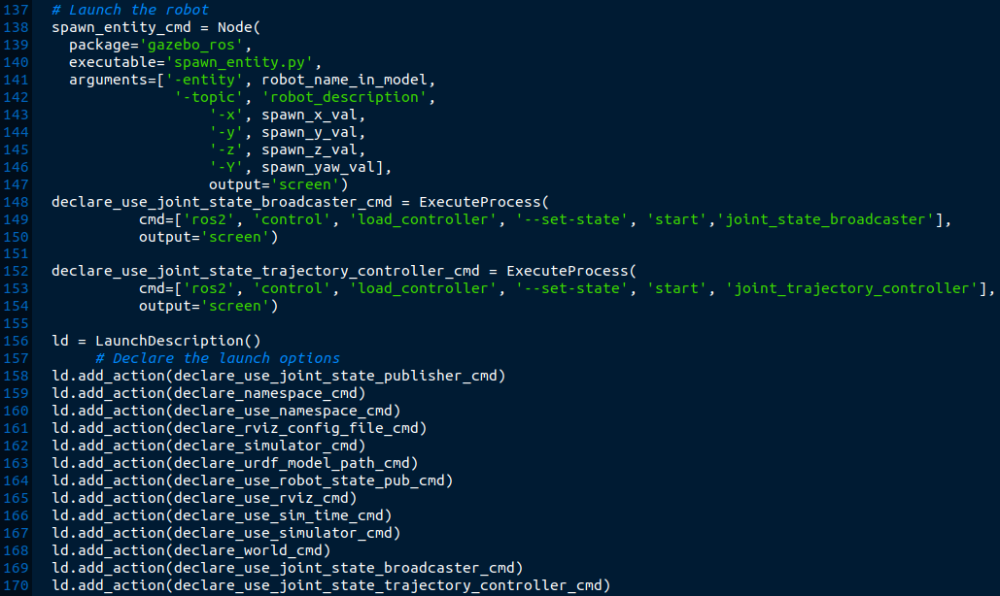 137 # Launch the robot
138 spawn_entity_cmd = Node(
139 package='gazebo_ros',
140 executable='spawn_entity.py',
141 arguments=['-entity', robot_name_in_model,
142 '-topic', 'robot_description',
143 '-x', spawn_x_val,
144 '-y', spawn_y_val,
145 '-z', spawn_z_val,
146 '-Y', spawn_yaw_val],
147 output='screen')
148 declare_use_joint_state_broadcaster_cmd = ExecuteProcess(
149 cmd=['ros2', 'control', 'load_controller', '--set-state', 'start','joint_state_broadcaster'],
150 output='screen')
151
152 declare_use_joint_state_trajectory_controller_cmd = ExecuteProcess(
153 cmd=['ros2', 'control', 'load_controller', '--set-state', 'start', 'joint_trajectory_controller'],
154 output='screen')
155
156 ld = LaunchDescription()
157 # Declare the launch options
158 ld.add_action(declare_use_joint_state_publisher_cmd)
159 ld.add_action(declare_namespace_cmd)
160 ld.add_action(declare_use_namespace_cmd)
161 ld.add_action(declare_rviz_config_file_cmd)
162 ld.add_action(declare_simulator_cmd)
163 ld.add_action(declare_urdf_model_path_cmd)
164 ld.add_action(declare_use_robot_state_pub_cmd)
165 ld.add_action(declare_use_rviz_cmd)
166 ld.add_action(declare_use_sim_time_cmd)
167 ld.add_action(declare_use_simulator_cmd)
168 ld.add_action(declare_world_cmd)
169 ld.add_action(declare_use_joint_state_broadcaster_cmd)
170 ld.add_action(declare_use_joint_state_trajectory_controller_cmd)